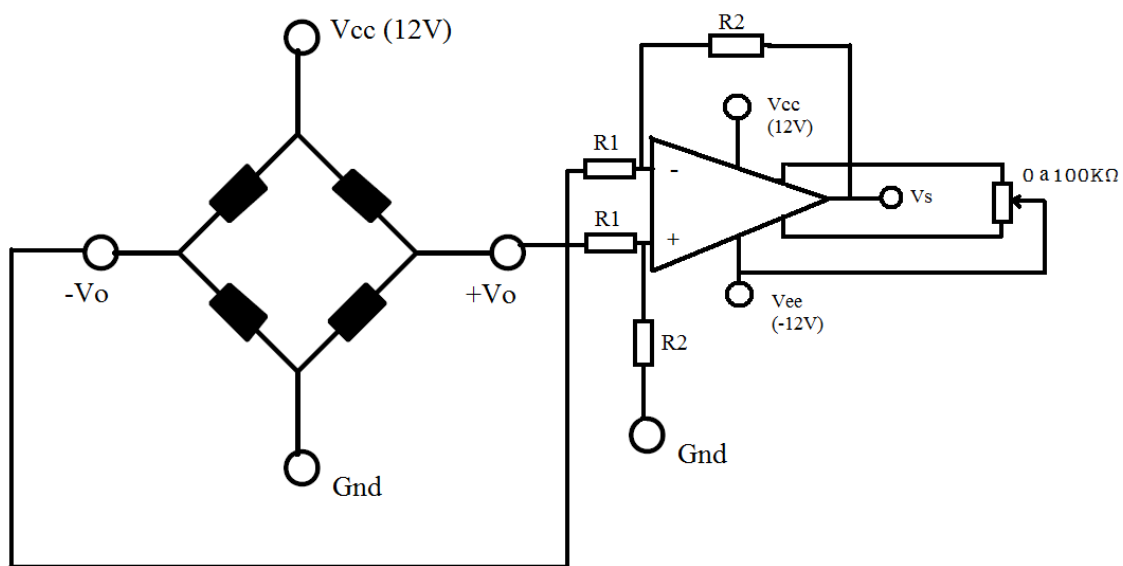 Vcc (12V)
-Vo
+Vo
Gnd
R2
R1
R1
Vcc
(12V)
-
+
Vs
0 a 100KΩ
Vee
(-12V)
R2
Gnd